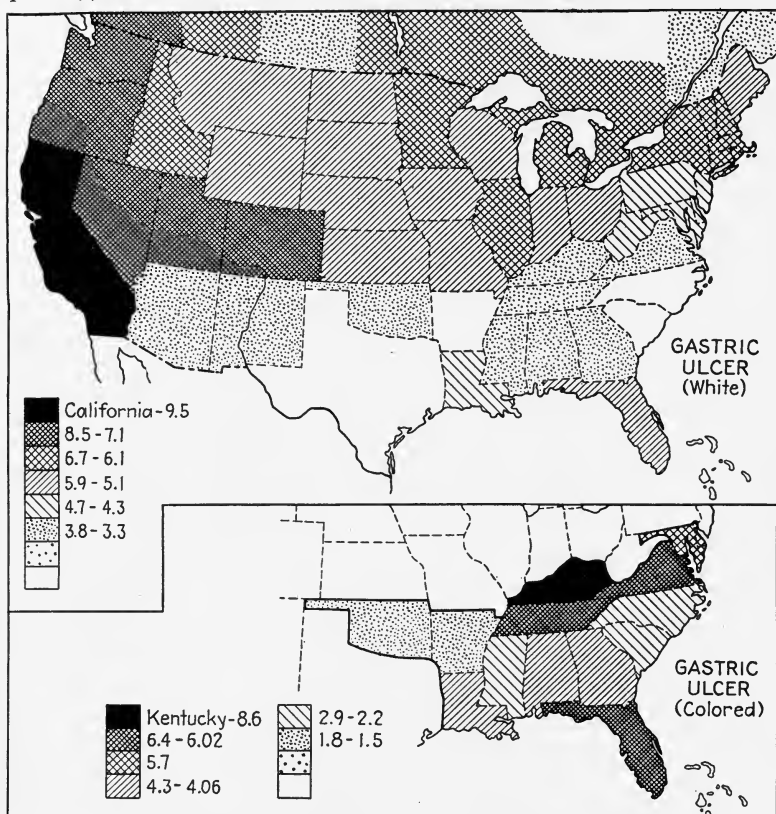 GASTRIC
ULCER
(White)
California-9.5
8.5-7.1
6.7-6.1
5.9-5.1
4.7-4.3
3.8-3.3
GASTRIC
ULCER
(Colored)
Kentucky-8.6
6.4-6.02
5.7
4.3-4.06
2.9-2.2
1.8-1.5